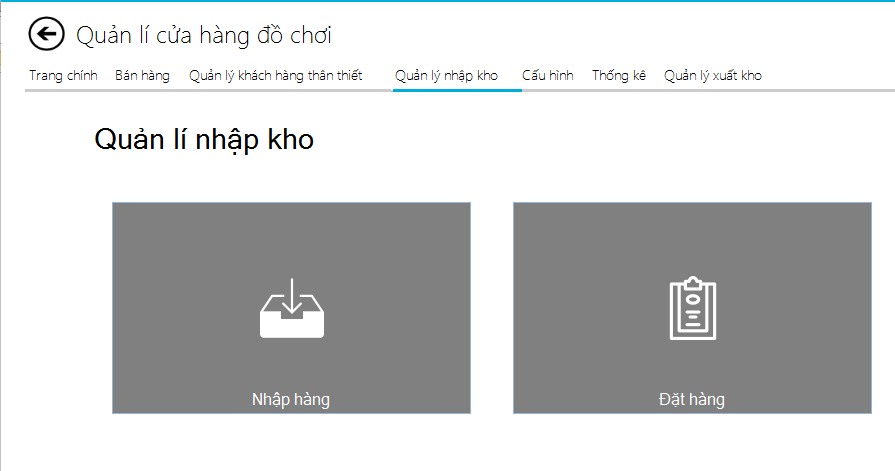 Quản lí cửa hàng đồ chơi
Trang chính Bán hàng Quản lý khách hàng thân thiết Quản lý nhập kho Cấu hình Thống kê Quản lý xuất kho
Quản lí nhập kho
Nhập hàng Đặt hàng